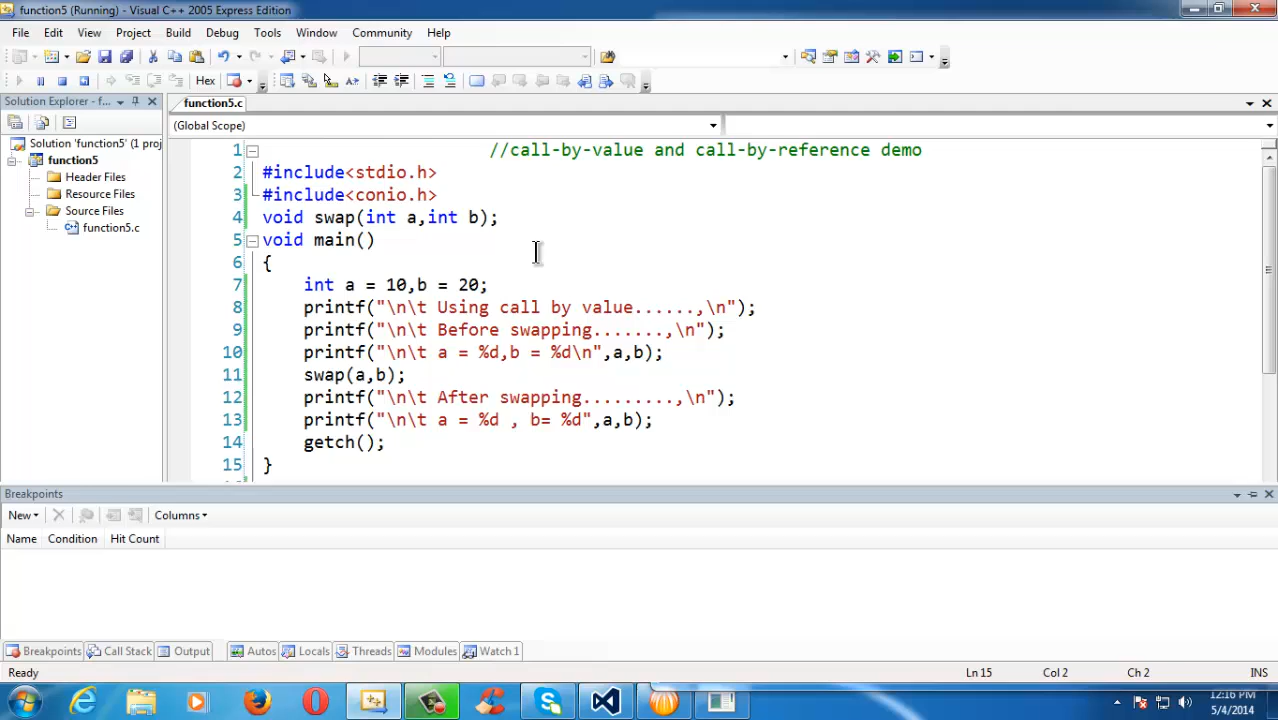 function5 (Running) - Visual C++ 2005 Express Edition
File Edit View Project Build Debug Tools Window Community Help
Hex
Solution Explorer - f...
function5.c
(Global Scope)
Solution 'function5' (1 proj
function5
Header Files
Resource Files
Source Files
function5.c
1 //call-by-value and call-by-reference demo
2 #include<stdio.h>
3 #include<conio.h>
4 void swap(int a,int b);
5 void main()
6 {
7 int a = 10,b = 20;
8 printf("\n\t Using call by value......,\n");
9 printf("\n\t Before swapping.......,\n");
10 printf("\n\t a = %d,b = %d\n",a,b);
11 swap(a,b);
12 printf("\n\t After swapping.........,\n");
13 printf("\n\t a = %d , b= %d",a,b);
14 getch();
15 }
Breakpoints
New Columns
Name Condition Hit Count
Breakpoints Call Stack Output Autos Locals Threads Modules Watch 1
Ready Ln 15 Col 2 Ch 2 INS
12:16 PM
5/4/2014